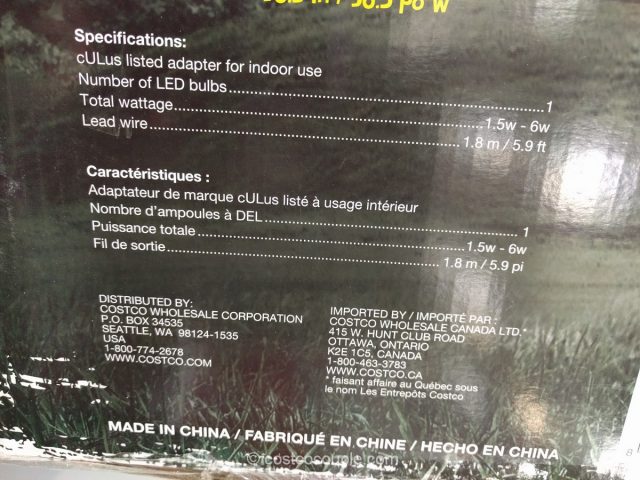 Specifications:
cULus listed adapter for indoor use
Number of LED bulbs..........1
Total wattage..........1.5w - 6w
Lead wire..........1.8 m / 5.9 ft
Caractéristiques :
Adaptateur de marque cULus listé à usage intérieur
Nombre d'ampoules à DEL..........1
Puissance totale..........1.5w - 6w
Fil de sortie..........1.8 m / 5.9 pi
DISTRIBUTED BY:
COSTCO WHOLESALE CORPORATION
P.O. BOX 34535
SEATTLE, WA 98124-1535
USA
1-800-774-2678
WWW.COSTCO.COM
IMPORTED BY / IMPORTÉ PAR :
COSTCO WHOLESALE CANADA LTD.*
415 W. HUNT CLUB ROAD
OTTAWA, ONTARIO
K2E 1C5, CANADA
1-800-463-3783
WWW.COSTCO.CA
* faisant affaire au Québec sous
le nom Les Entrepôts Costco
MADE IN CHINA / FABRIQUÉ EN CHINE / HECHO EN CHINA